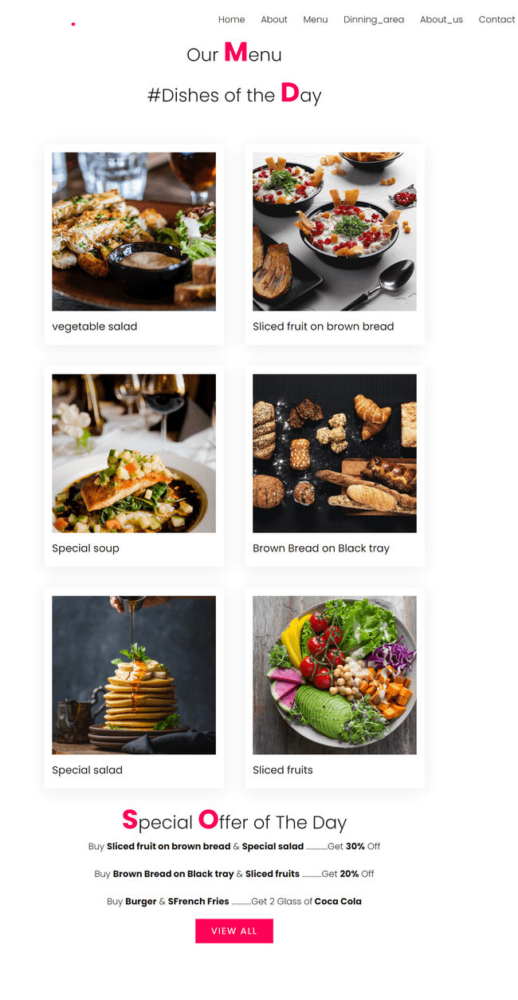 Home About Menu Dinning_area About_us Contact
Our Menu
#Dishes of the Day
vegetable salad
Sliced fruit on brown bread
Special soup
Brown Bread on Black tray
Special salad
Sliced fruits
Special Offer of The Day
Buy Sliced fruit on brown bread & Special salad .............Get 30% Off
Buy Brown Bread on Black tray & Sliced fruits ............Get 20% Off
Buy Burger & SFrench Fries ............Get 2 Glass of Coca Cola
VIEW ALL